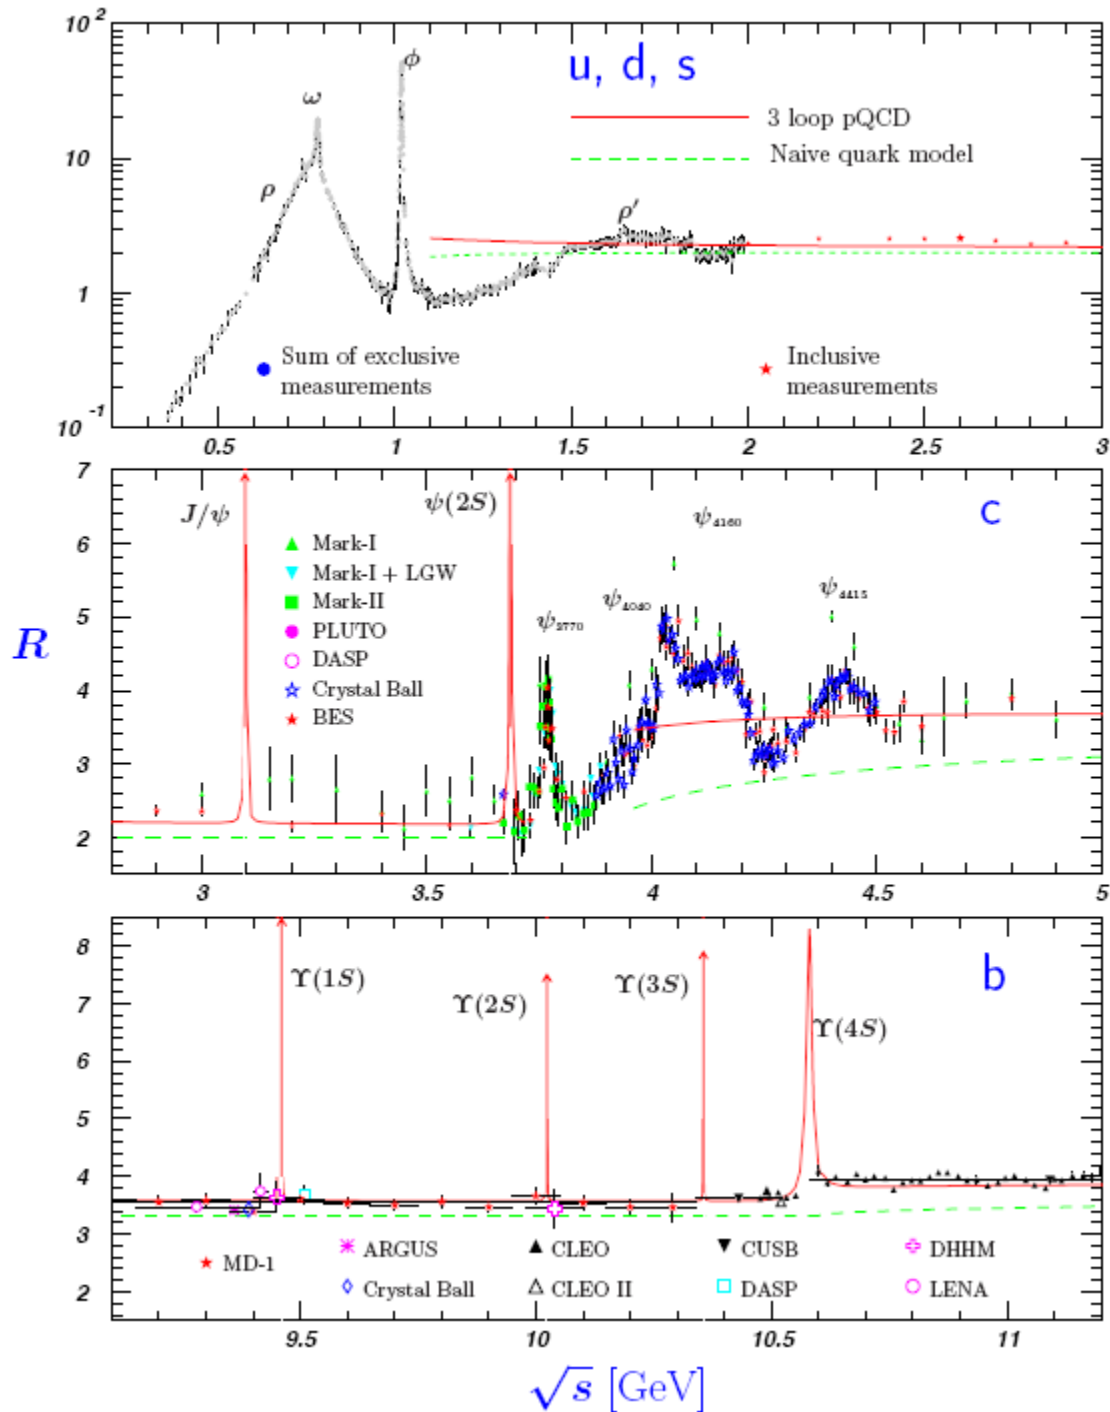 10²
ϕ
u, d, s
ω
3 loop pQCD
Naive quark model
10
ρ
ρ′
1
Sum of exclusive
measurements
Inclusive
measurements
10⁻¹
0.5 1 1.5 2 2.5 3
7
J/ψ
ψ(2S)
ψ₄₁₆₀
c
6
Mark-I
Mark-I + LGW
Mark-II
PLUTO
DASP
Crystal Ball
BES
ψ₃₇₇₀
ψ₄₀₄₀
ψ₄₄₁₅
5
R
4
3
2
3 3.5 4 4.5 5
8
ϒ(1S)
ϒ(2S)
ϒ(3S)
ϒ(4S)
b
7
6
5
4
3
2
MD-1
ARGUS CLEO CUSB DHHM
Crystal Ball CLEO II DASP LENA
9.5 10 10.5 11
√s [GeV]